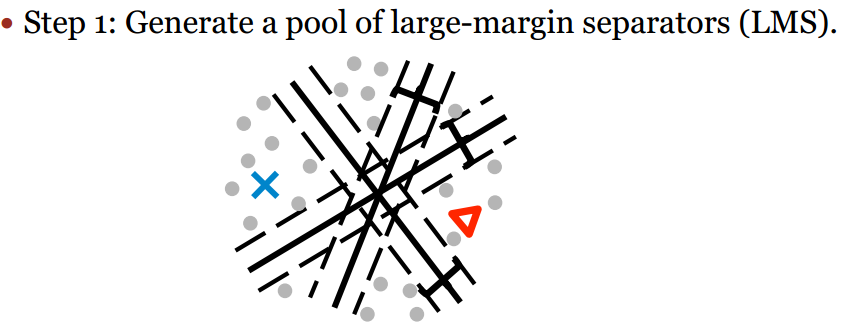 • Step 1: Generate a pool of large-margin separators (LMS).